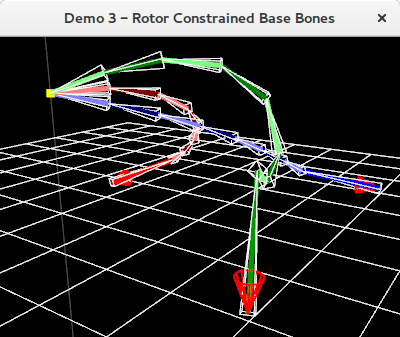 Demo 3 – Rotor Constrained Base Bones